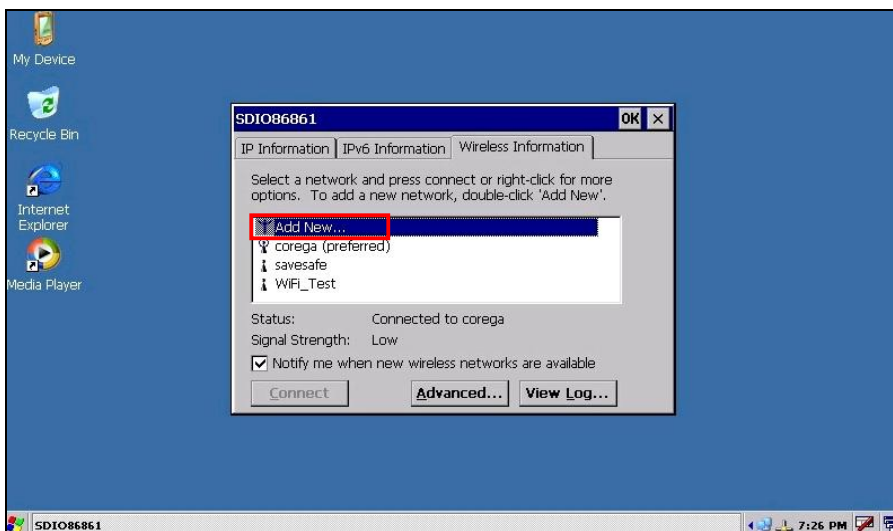 My Device
Recycle Bin
Internet
Explorer
Media Player
SDIO86861
OK
IP Information
IPv6 Information
Wireless Information
Select a network and press connect or right-click for more
options. To add a new network, double-click 'Add New'.
Add New...
corega (preferred)
savesafe
WiFi_Test
Status: Connected to corega
Signal Strength: Low
Notify me when new wireless networks are available
Connect
Advanced...
View Log...
SDIO86861
7:26 PM